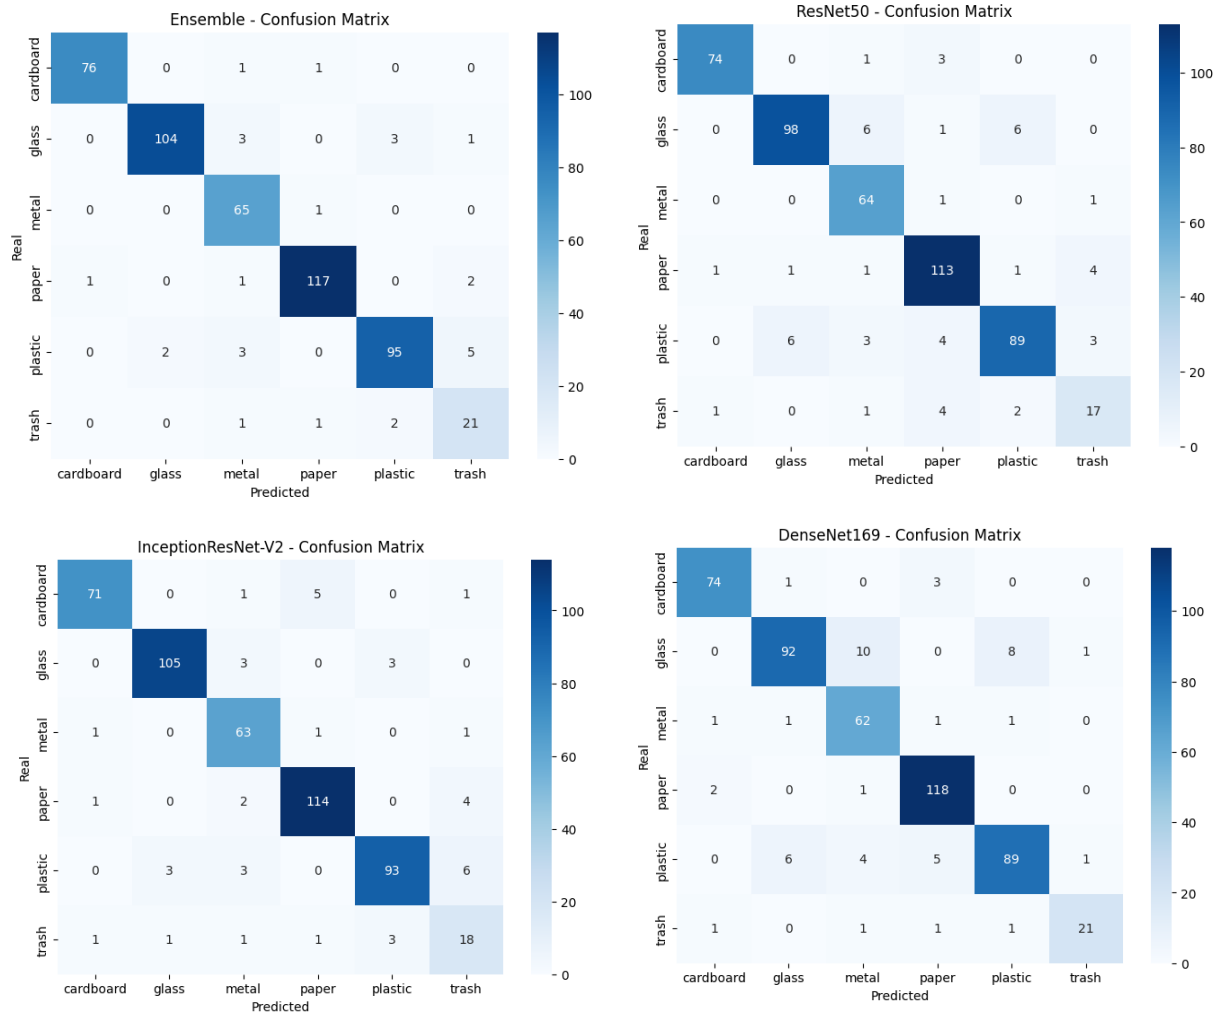 Ensemble - Confusion Matrix
cardboard 76 0 1 1 0 0
glass 0 104 3 0 3 1
metal 0 0 65 1 0 0
paper 1 0 1 117 0 2
plastic 0 2 3 0 95 5
trash 0 0 1 1 2 21
Real
cardboard glass metal paper plastic trash
Predicted
100
80
60
40
20
0
ResNet50 - Confusion Matrix
cardboard 74 0 1 3 0 0
glass 0 98 6 1 6 0
metal 0 0 64 1 0 1
paper 1 1 1 113 1 4
plastic 0 6 3 4 89 3
trash 1 0 1 4 2 17
Real
cardboard glass metal paper plastic trash
Predicted
100
80
60
40
20
0
InceptionResNet-V2 - Confusion Matrix
cardboard 71 0 1 5 0 1
glass 0 105 3 0 3 0
metal 1 0 63 1 0 1
paper 1 0 2 114 0 4
plastic 0 3 3 0 93 6
trash 1 1 1 1 3 18
Real
cardboard glass metal paper plastic trash
Predicted
100
80
60
40
20
0
DenseNet169 - Confusion Matrix
cardboard 74 1 0 3 0 0
glass 0 92 10 0 8 1
metal 1 1 62 1 1 0
paper 2 0 1 118 0 0
plastic 0 6 4 5 89 1
trash 1 0 1 1 1 21
Real
cardboard glass metal paper plastic trash
Predicted
100
80
60
40
20
0